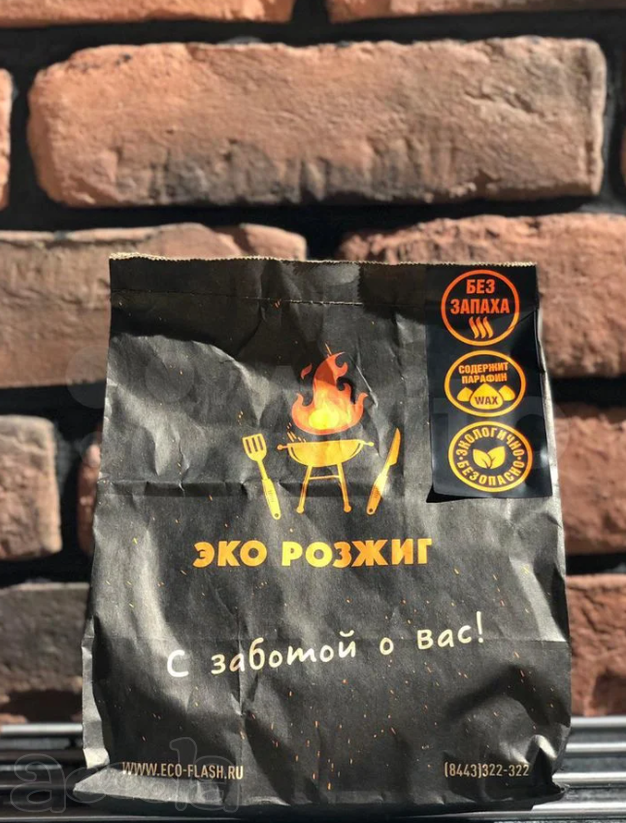 БЕЗ
ЗАПАХА
СОДЕРЖИТ
ПАРАФИН
WAX
ЭКОЛОГИЧНО
БЕЗОПАСНО
ЭКО РОЗЖИГ
С заботой о вас!
WWW.ECO-FLASH.RU
(8443)322-322